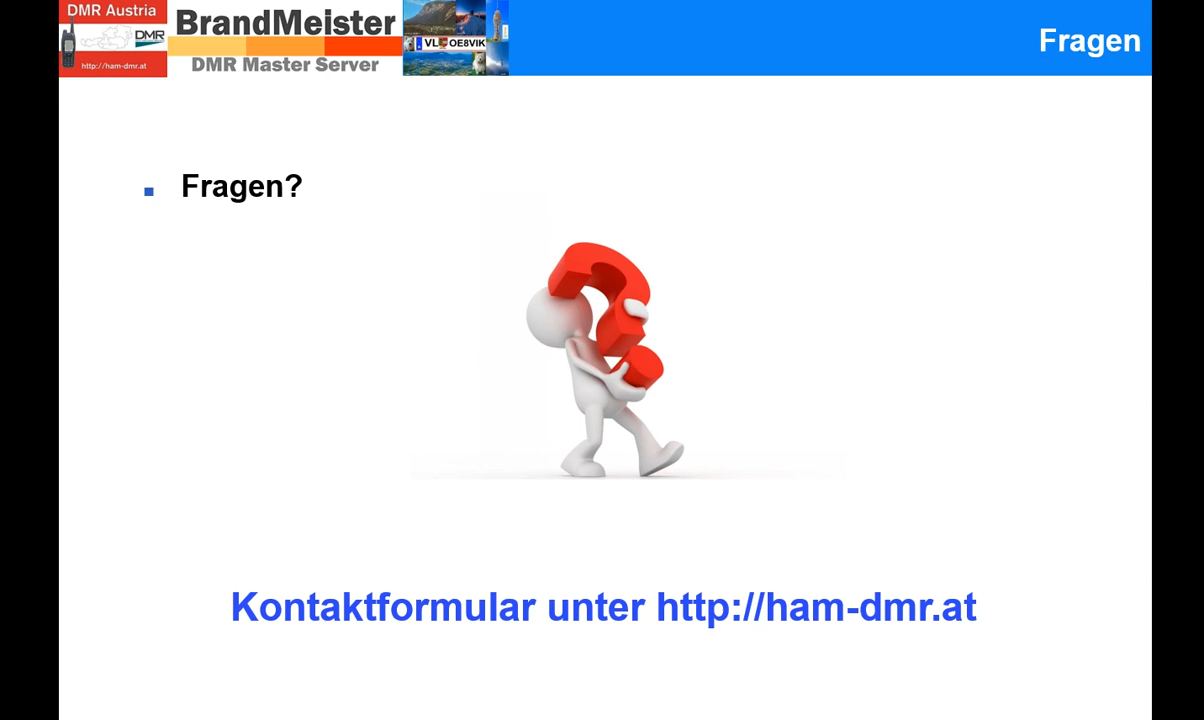 DMR Austria
DMR
http://ham-dmr.at
BrandMeister
DMR Master Server
VL OE8VIK
Fragen
Fragen?
Kontaktformular unter http://ham-dmr.at